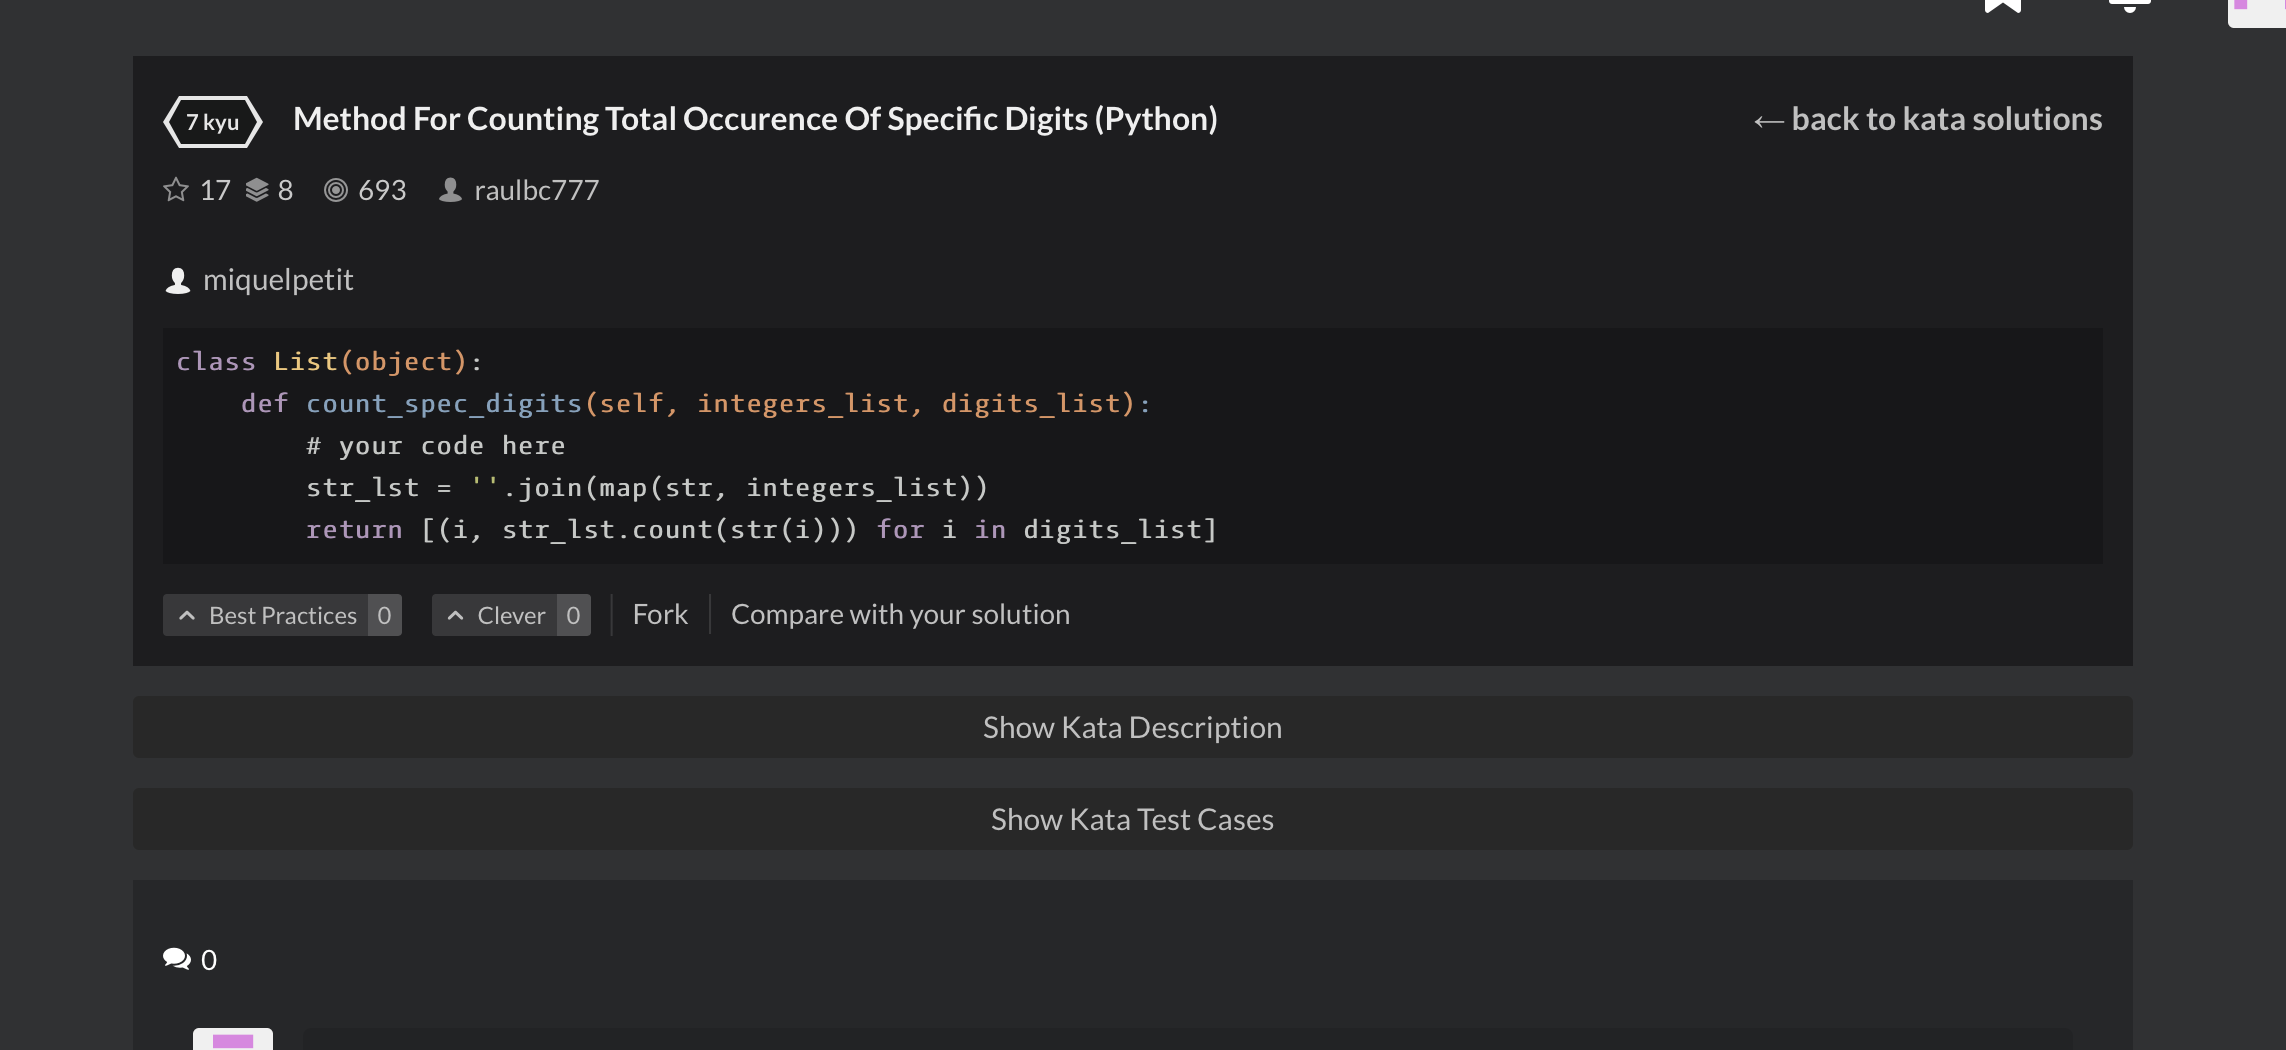 7 kyu Method For Counting Total Occurence Of Specific Digits (Python) ← back to kata solutions
17 8 693 raulbc777
miquelpetit
class List(object):
    def count_spec_digits(self, integers_list, digits_list):
        # your code here
        str_lst = ''.join(map(str, integers_list))
        return [(i, str_lst.count(str(i))) for i in digits_list]
Best Practices 0 Clever 0 Fork Compare with your solution
Show Kata Description
Show Kata Test Cases
0